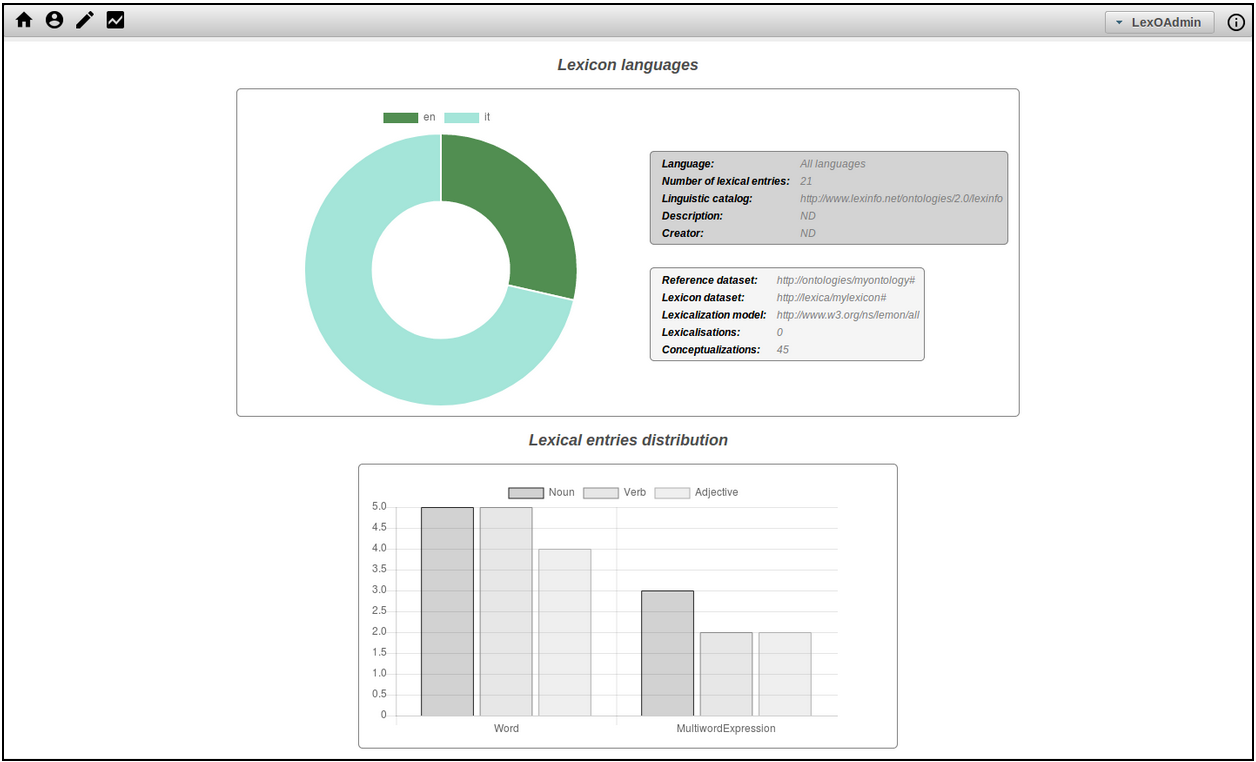 LexOAdmin
Lexicon languages
en it
Language: All languages
Number of lexical entries: 21
Linguistic catalog: http://www.lexinfo.net/ontologies/2.0/lexinfo
Description: ND
Creator: ND
Reference dataset: http://ontologies/myontology#
Lexicon dataset: http://lexica/mylexicon#
Lexicalization model: http://www.w3.org/ns/lemon/all
Lexicalisations: 0
Conceptualizations: 45
Lexical entries distribution
Noun Verb Adjective
5.0
4.5
4.0
3.5
3.0
2.5
2.0
1.5
1.0
0.5
0
Word MultiwordExpression